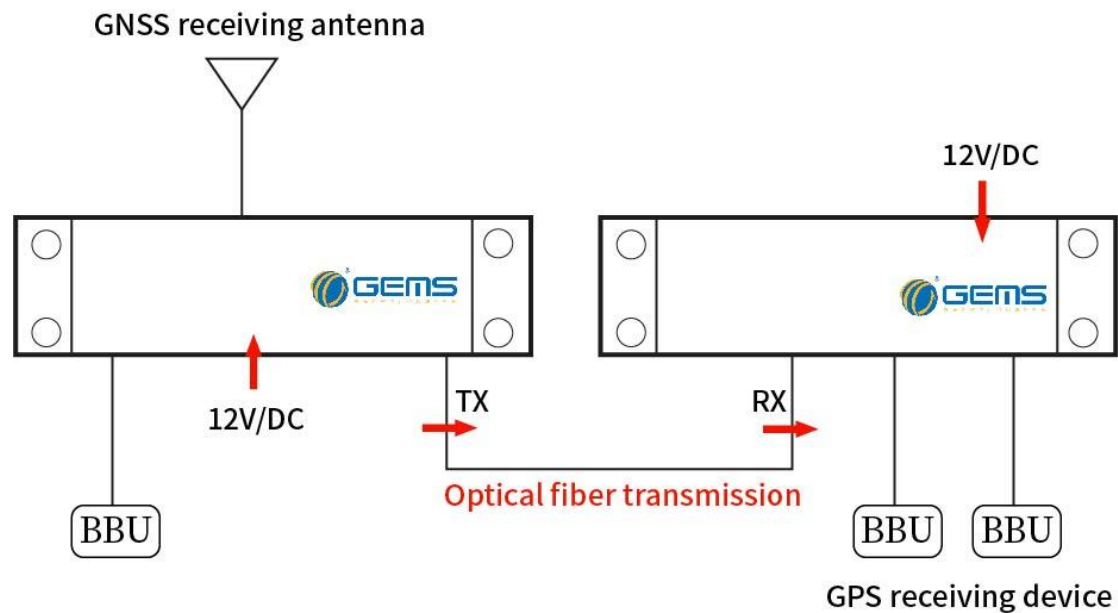 GNSS receiving antenna
12V/DC
GEMS
GEMS
12V/DC
TX
RX
Optical fiber transmission
BBU
BBU
BBU
GPS receiving device